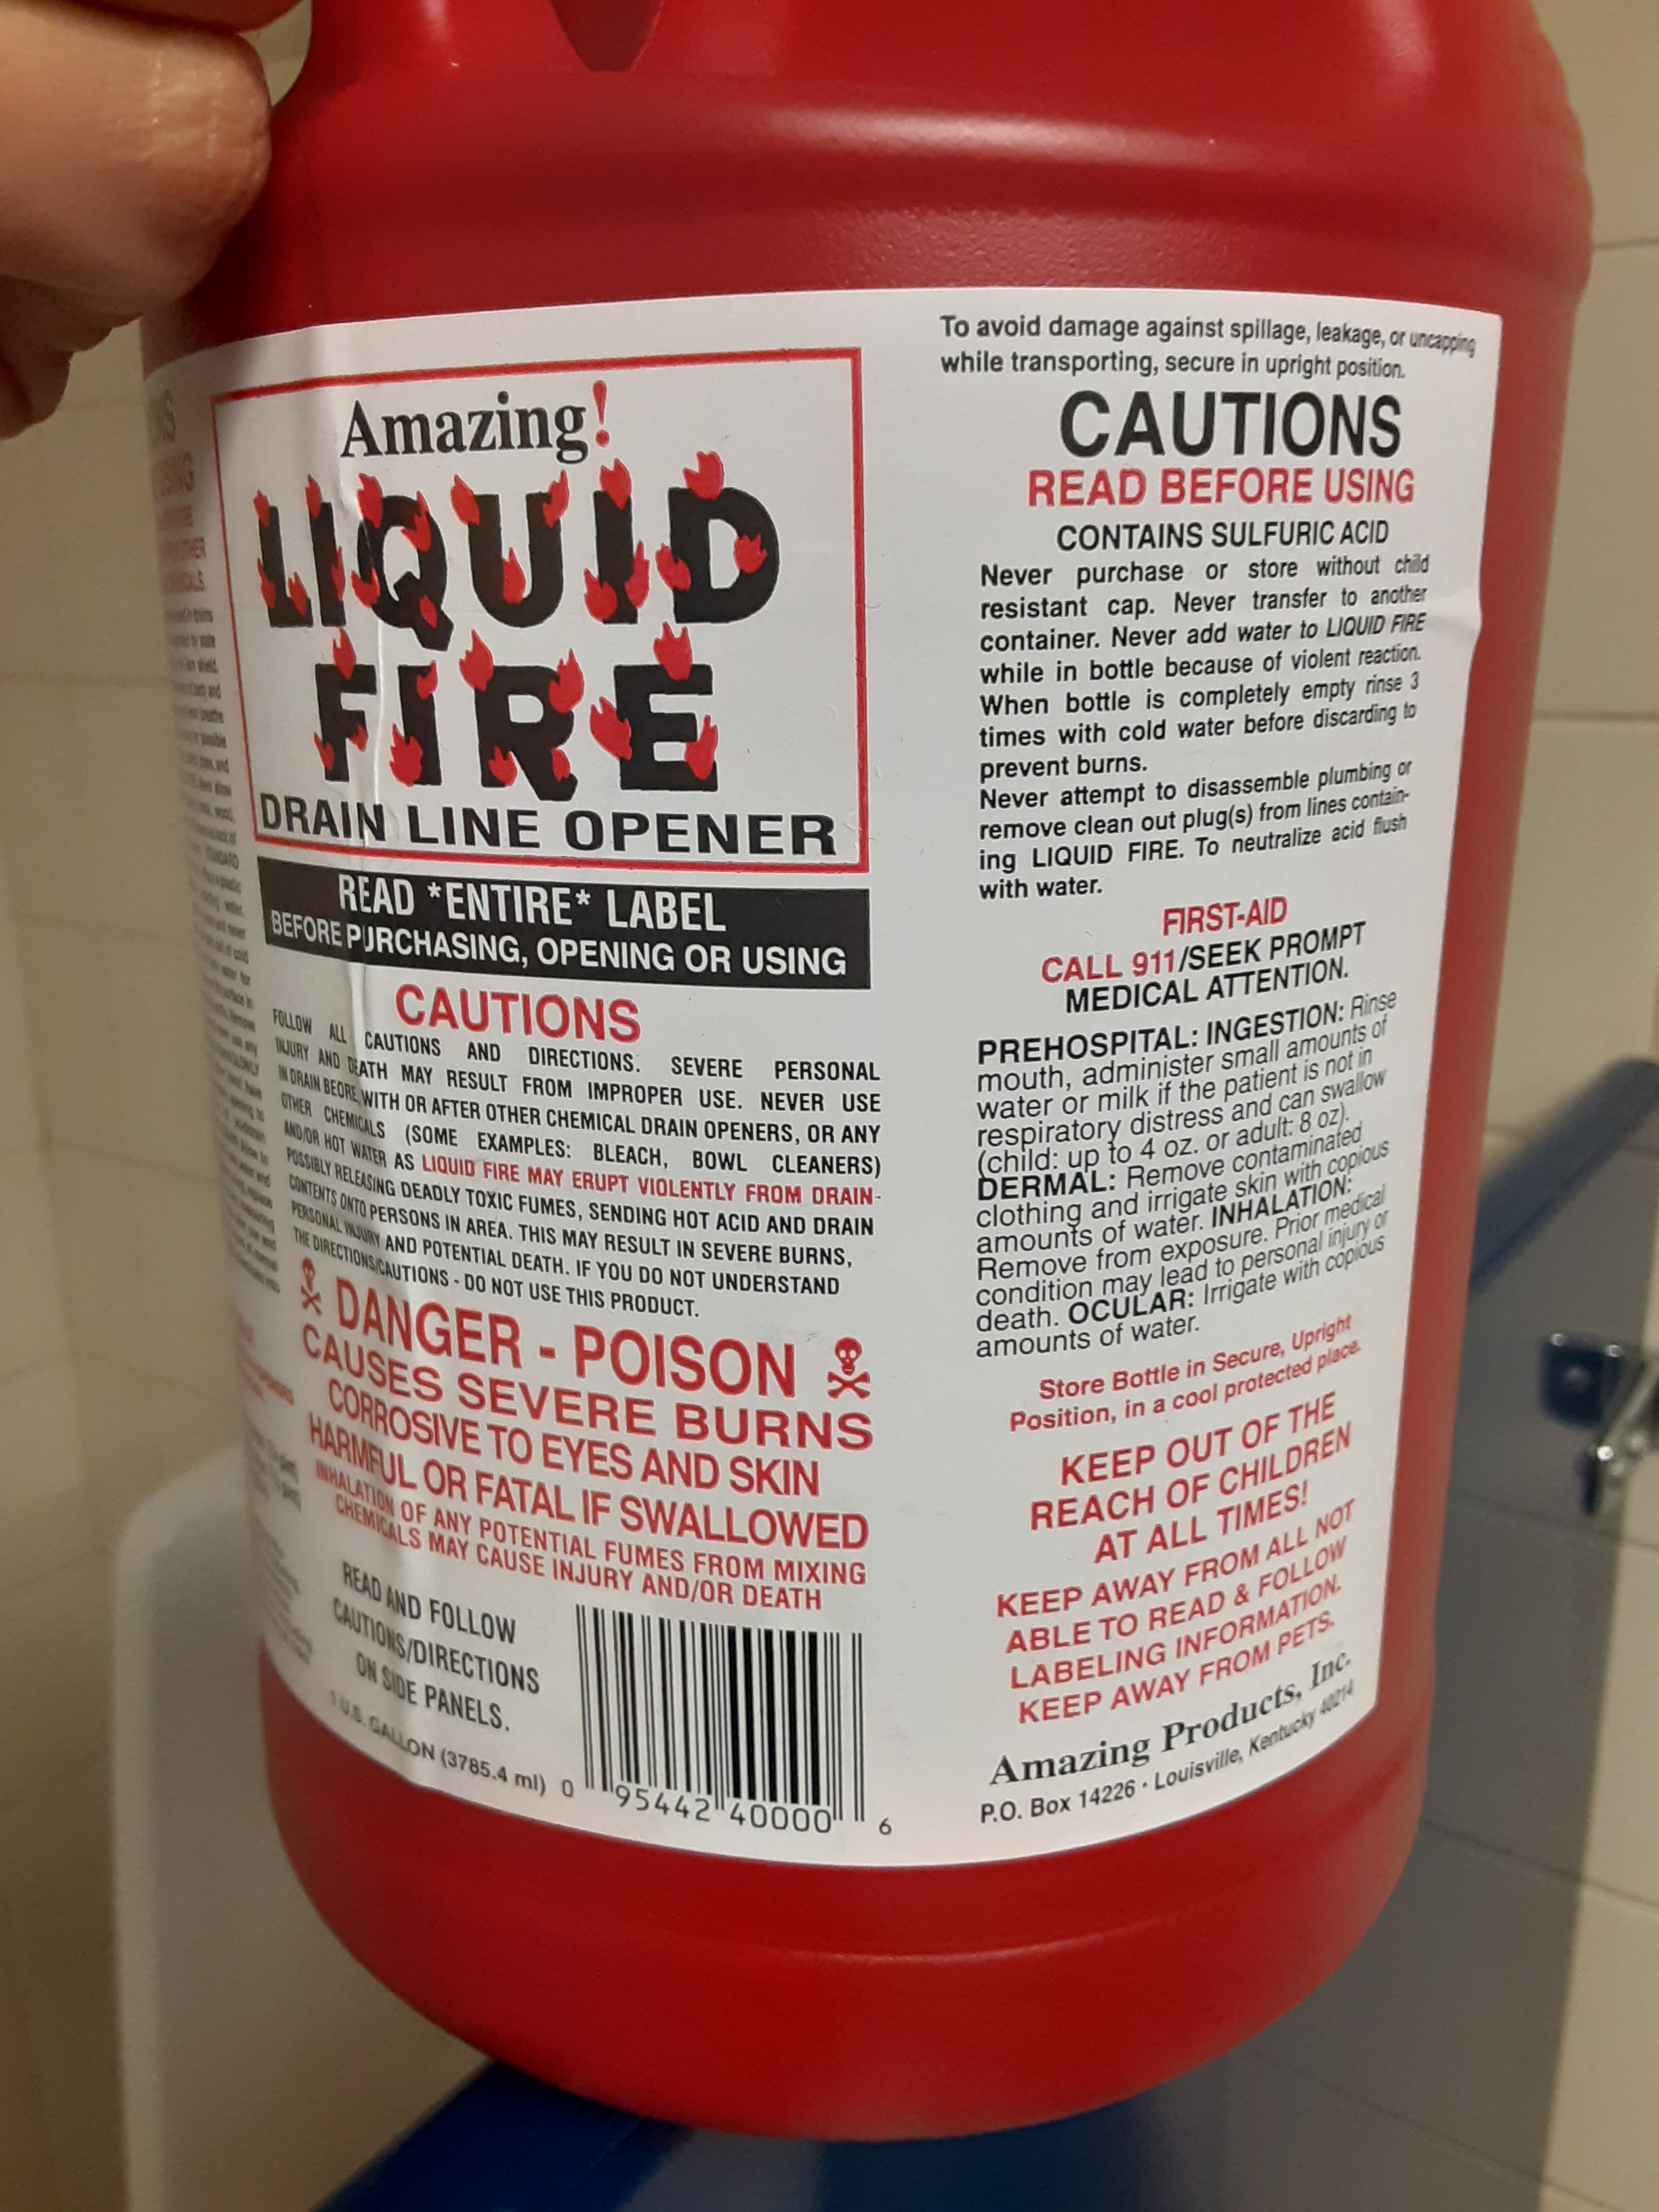 Amazing!
LIQUID
FIRE
DRAIN LINE OPENER
READ *ENTIRE* LABEL
BEFORE PURCHASING, OPENING OR USING
CAUTIONS
FOLLOW ALL CAUTIONS AND DIRECTIONS. SEVERE PERSONAL
INJURY AND DEATH MAY RESULT FROM IMPROPER USE. NEVER USE
IN DRAIN BEORE, WITH OR AFTER OTHER CHEMICAL DRAIN OPENERS, OR ANY
OTHER CHEMICALS (SOME EXAMPLES: BLEACH, BOWL CLEANERS)
AND/OR HOT WATER AS LIQUID FIRE MAY ERUPT VIOLENTLY FROM DRAIN-
POSSIBLY RELEASING DEADLY TOXIC FUMES, SENDING HOT ACID AND DRAIN
CONTENTS ONTO PERSONS IN AREA. THIS MAY RESULT IN SEVERE BURNS,
PERSONAL INJURY AND POTENTIAL DEATH. IF YOU DO NOT UNDERSTAND
THE DIRECTIONS/CAUTIONS - DO NOT USE THIS PRODUCT.
DANGER - POISON
CAUSES SEVERE BURNS
CORROSIVE TO EYES AND SKIN
HARMFUL OR FATAL IF SWALLOWED
INHALATION OF ANY POTENTIAL FUMES FROM MIXING
CHEMICALS MAY CAUSE INJURY AND/OR DEATH
READ AND FOLLOW
CAUTIONS/DIRECTIONS
ON SIDE PANELS.
1 U.S. GALLON (3785.4 ml)
0 95442 40000 6
To avoid damage against spillage, leakage, or uncapping
while transporting, secure in upright position.
CAUTIONS
READ BEFORE USING
CONTAINS SULFURIC ACID
Never purchase or store without child
resistant cap. Never transfer to another
container. Never add water to LIQUID FIRE
while in bottle because of violent reaction.
When bottle is completely empty rinse 3
times with cold water before discarding to
prevent burns.
Never attempt to disassemble plumbing or
remove clean out plug(s) from lines contain-
ing LIQUID FIRE. To neutralize acid flush
with water.
FIRST-AID
CALL 911/SEEK PROMPT
MEDICAL ATTENTION.
PREHOSPITAL: INGESTION: Rinse
mouth, administer small amounts of
water or milk if the patient is not in
respiratory distress and can swallow
(child: up to 4 oz. or adult: 8 oz).
DERMAL: Remove contaminated
clothing and irrigate skin with copious
amounts of water. INHALATION:
Remove from exposure. Prior medical
condition may lead to personal injury or
death. OCULAR: Irrigate with copious
amounts of water.
Store Bottle in Secure, Upright
Position, in a cool protected place.
KEEP OUT OF THE
REACH OF CHILDREN
AT ALL TIMES!
KEEP AWAY FROM ALL NOT
ABLE TO READ & FOLLOW
LABELING INFORMATION.
KEEP AWAY FROM PETS.
Amazing Products, Inc.
P.O. Box 14226 · Louisville, Kentucky 40214